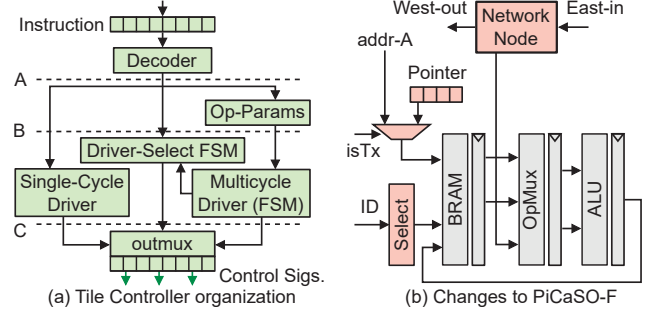 Instruction
Decoder
A
Op-Params
B
Driver-Select FSM
Single-Cycle
Driver
Multicycle
Driver (FSM)
C
outmux
Control Sigs.
(a) Tile Controller organization
West-out
Network
Node
East-in
addr-A
Pointer
isTx
ID
Select
BRAM
OpMux
ALU
(b) Changes to PiCaSO-F